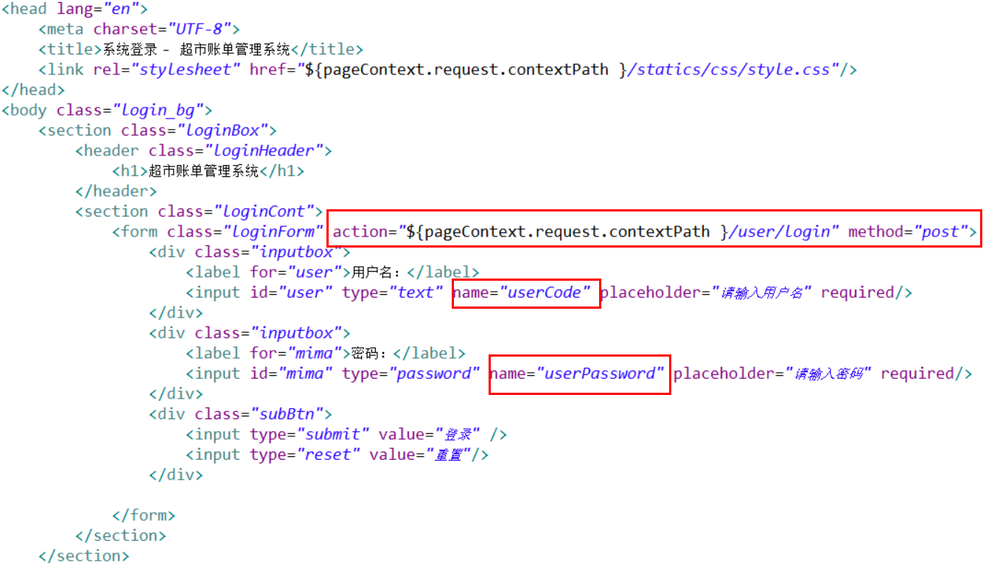 <head lang="en">
    <meta charset="UTF-8">
    <title>系统登录 - 超市账单管理系统</title>
    <link rel="stylesheet" href="${pageContext.request.contextPath }/statics/css/style.css"/>
</head>
<body class="login_bg">
    <section class="loginBox">
        <header class="loginHeader">
            <h1>超市账单管理系统</h1>
        </header>
        <section class="loginCont">
            <form class="loginForm" action="${pageContext.request.contextPath }/user/login" method="post">
                <div class="inputbox">
                    <label for="user">用户名：</label>
                    <input id="user" type="text" name="userCode" placeholder="请输入用户名" required/>
                </div>
                <div class="inputbox">
                    <label for="mima">密码：</label>
                    <input id="mima" type="password" name="userPassword" placeholder="请输入密码" required/>
                </div>
                <div class="subBtn">
                    <input type="submit" value="登录" />
                    <input type="reset" value="重置"/>
                </div>
            </form>
        </section>
    </section>